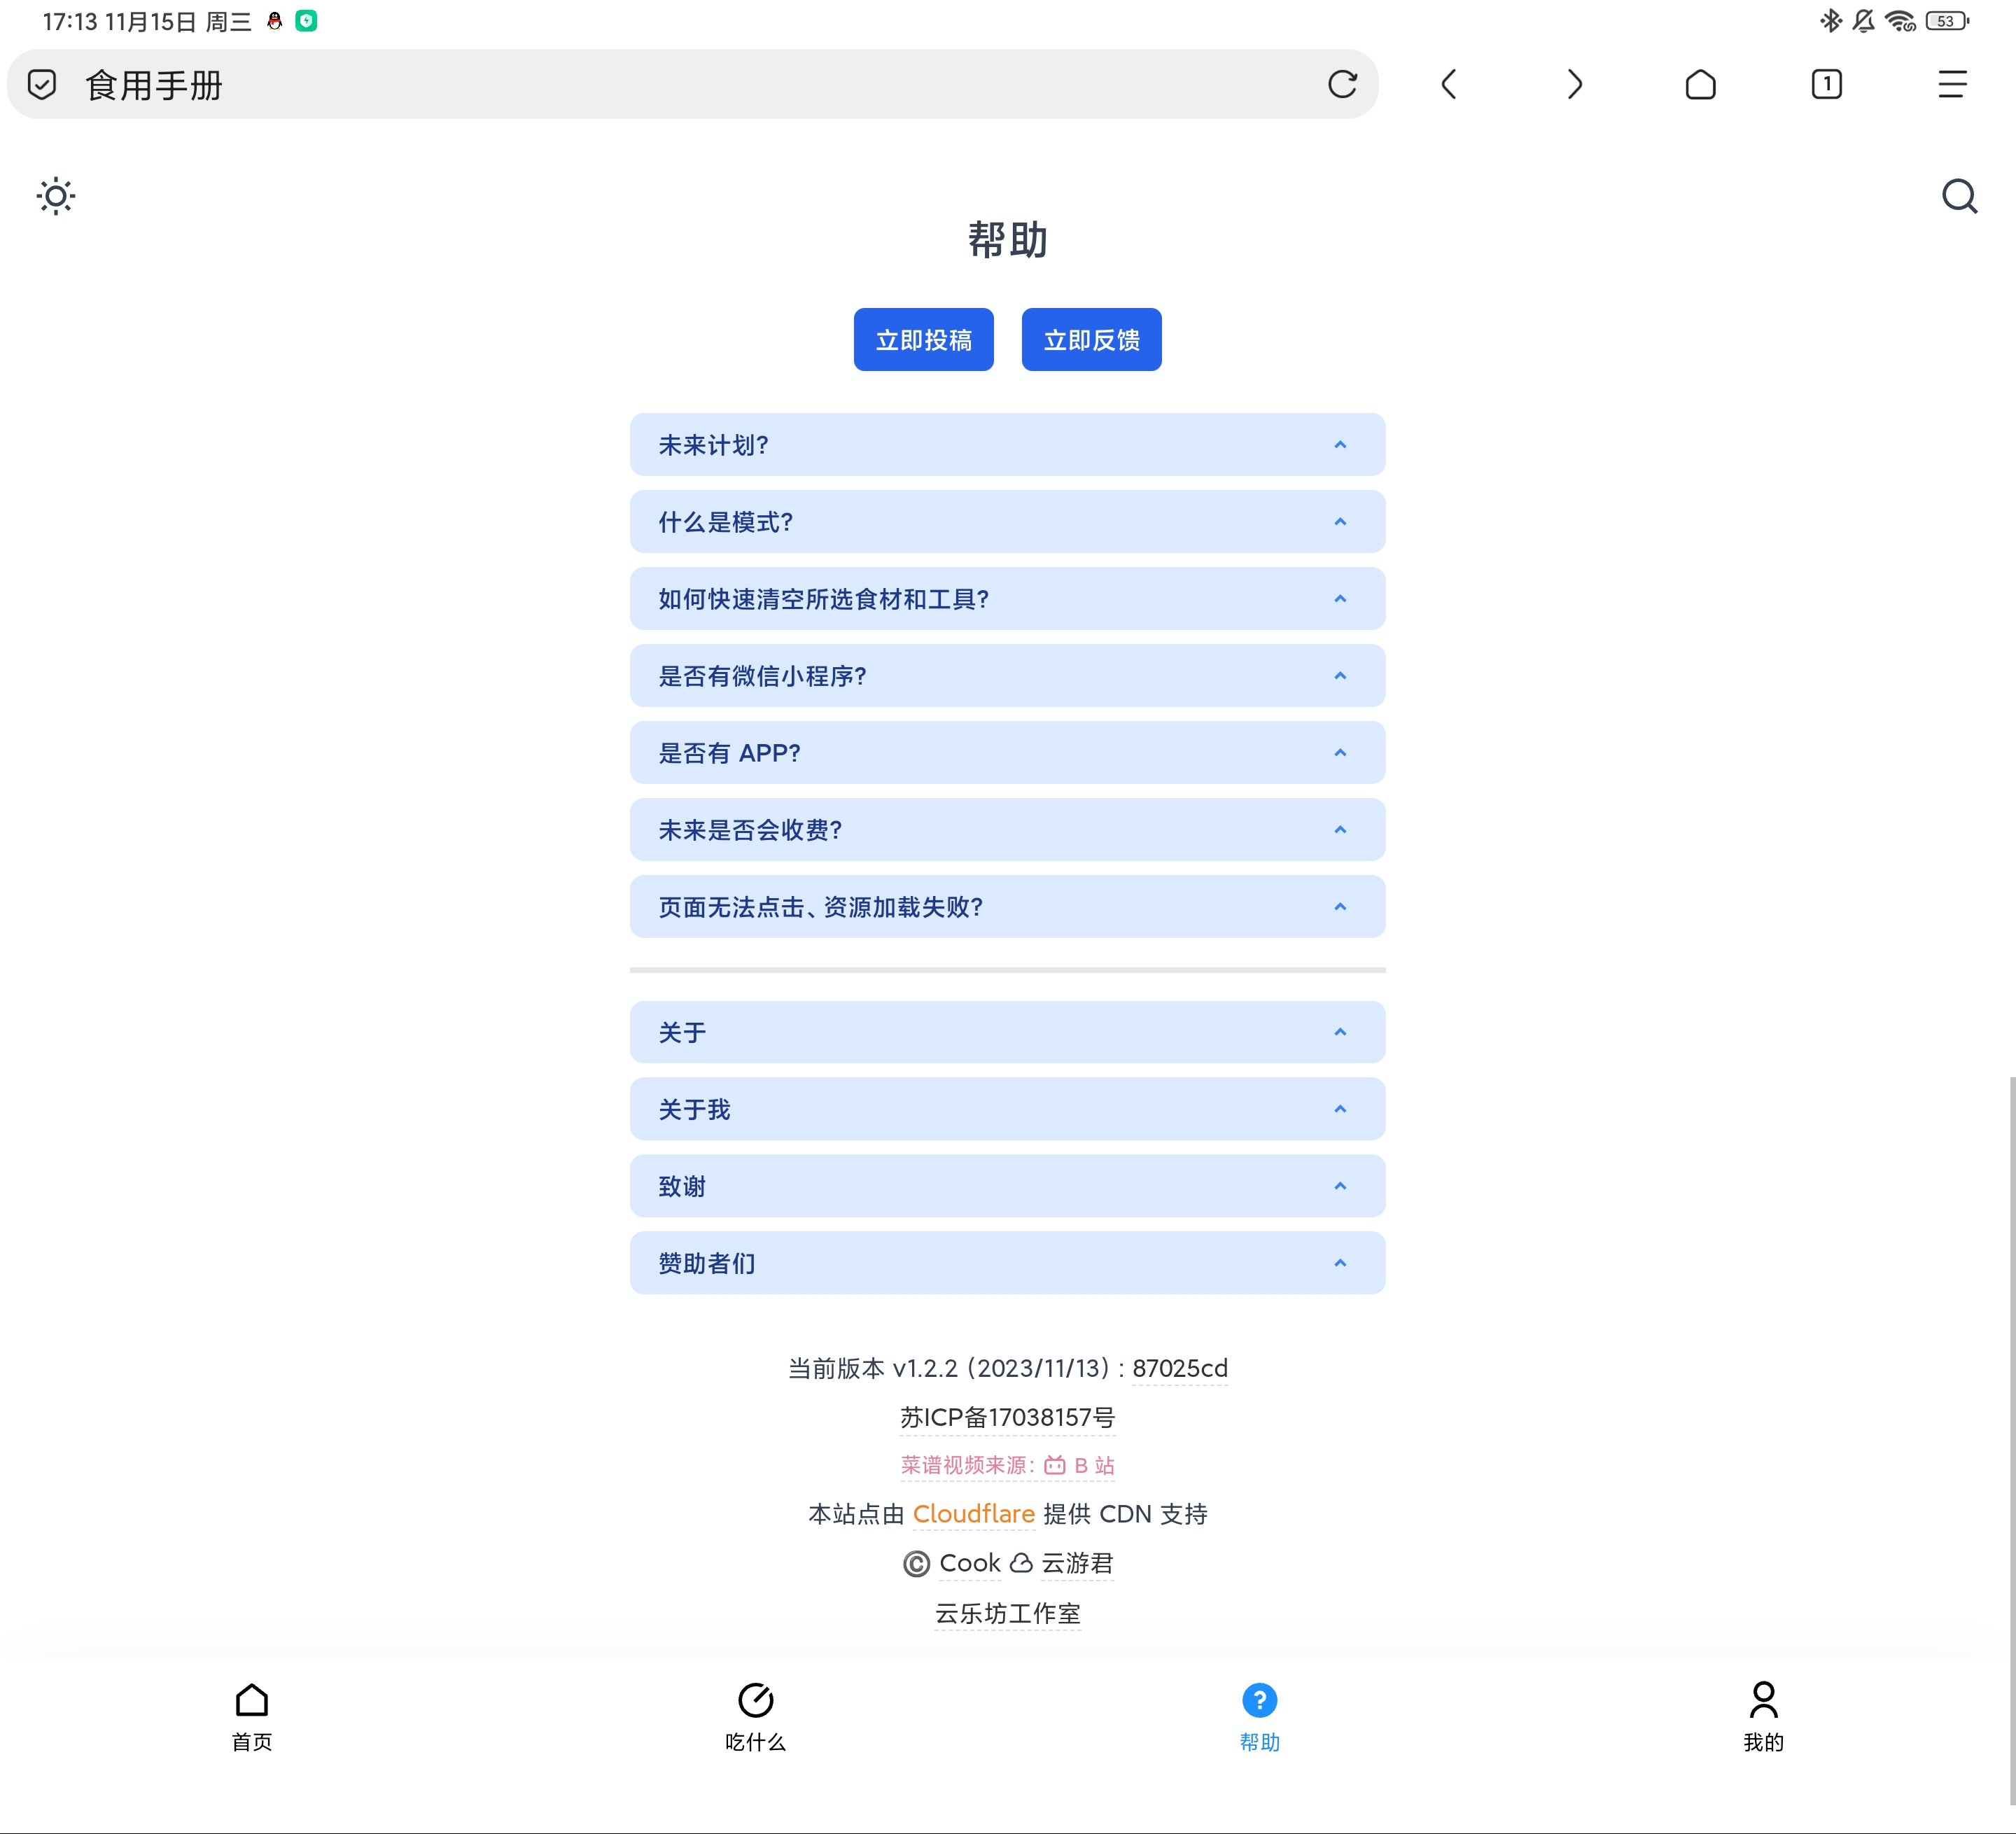 17:13 11月15日 周三
53
食用手册
1
帮助
立即投稿
立即反馈
未来计划?
什么是模式?
如何快速清空所选食材和工具?
是否有微信小程序?
是否有 APP?
未来是否会收费?
页面无法点击、资源加载失败?
关于
关于我
致谢
赞助者们
当前版本 v1.2.2 (2023/11/13) : 87025cd
苏ICP备17038157号
菜谱视频来源: B 站
本站点由 Cloudflare 提供 CDN 支持
© Cook 云游君
云乐坊工作室
首页
吃什么
帮助
我的